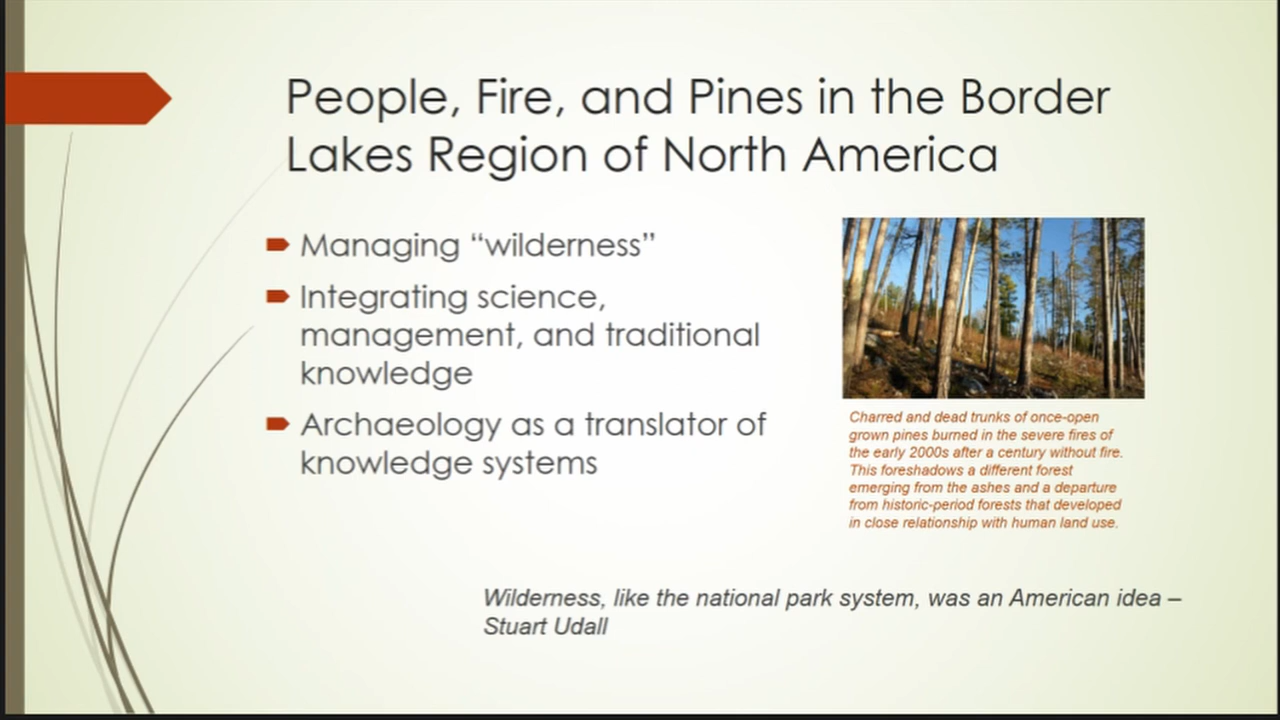 People, Fire, and Pines in the Border
Lakes Region of North America
Managing “wilderness”
Integrating science,
management, and traditional
knowledge
Archaeology as a translator of
knowledge systems
Charred and dead trunks of once-open
grown pines burned in the severe fires of
the early 2000s after a century without fire.
This foreshadows a different forest
emerging from the ashes and a departure
from historic-period forests that developed
in close relationship with human land use.
Wilderness, like the national park system, was an American idea –
Stuart Udall